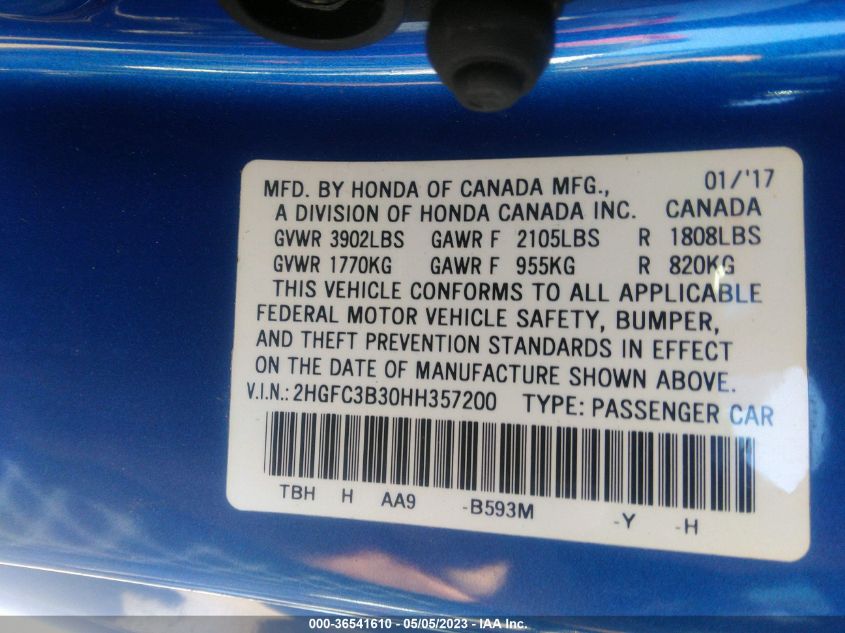 MFD. BY HONDA OF CANADA MFG., 01/'17
A DIVISION OF HONDA CANADA INC. CANADA
GVWR 3902LBS GAWR F 2105LBS R 1808LBS
GVWR 1770KG GAWR F 955KG R 820KG
THIS VEHICLE CONFORMS TO ALL APPLICABLE
FEDERAL MOTOR VEHICLE SAFETY, BUMPER,
AND THEFT PREVENTION STANDARDS IN EFFECT
ON THE DATE OF MANUFACTURE SHOWN ABOVE.
V.I.N.: 2HGFC3B30HH357200 TYPE: PASSENGER CAR
TBH H AA9 -B593M -Y -H
000-36541610 - 05/05/2023 - IAA Inc.